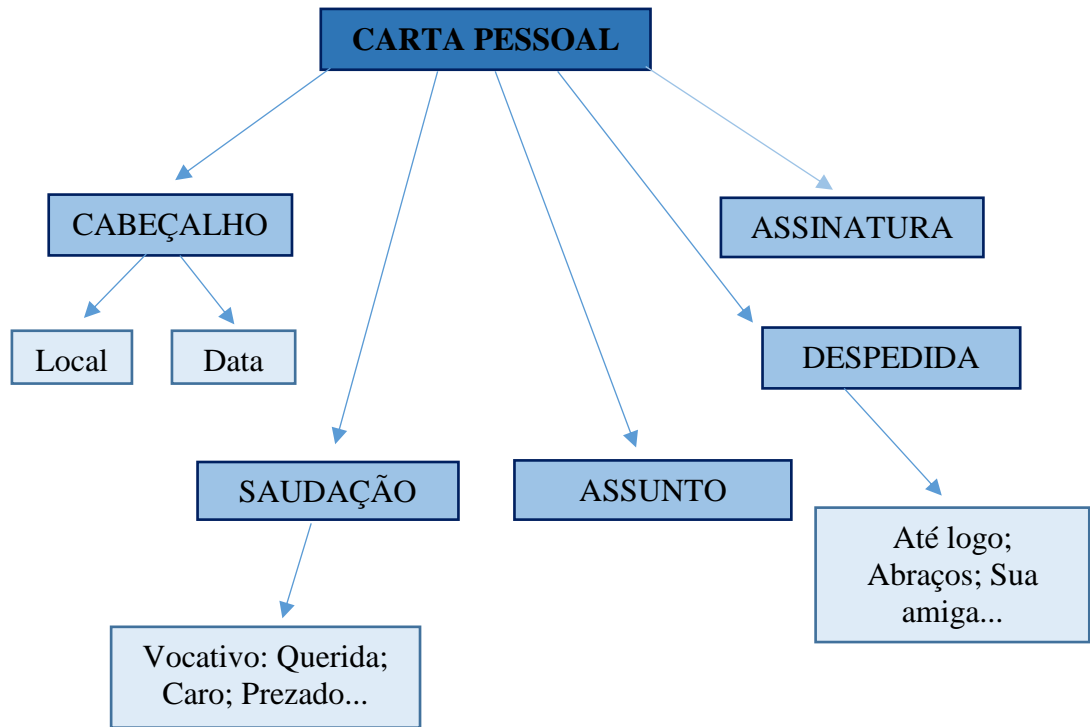 CARTA PESSOAL
CABEÇALHO
ASSINATURA
Local
Data
DESPEDIDA
SAUDAÇÃO
ASSUNTO
Até logo;
Abraços; Sua
amiga...
Vocativo: Querida;
Caro; Prezado...